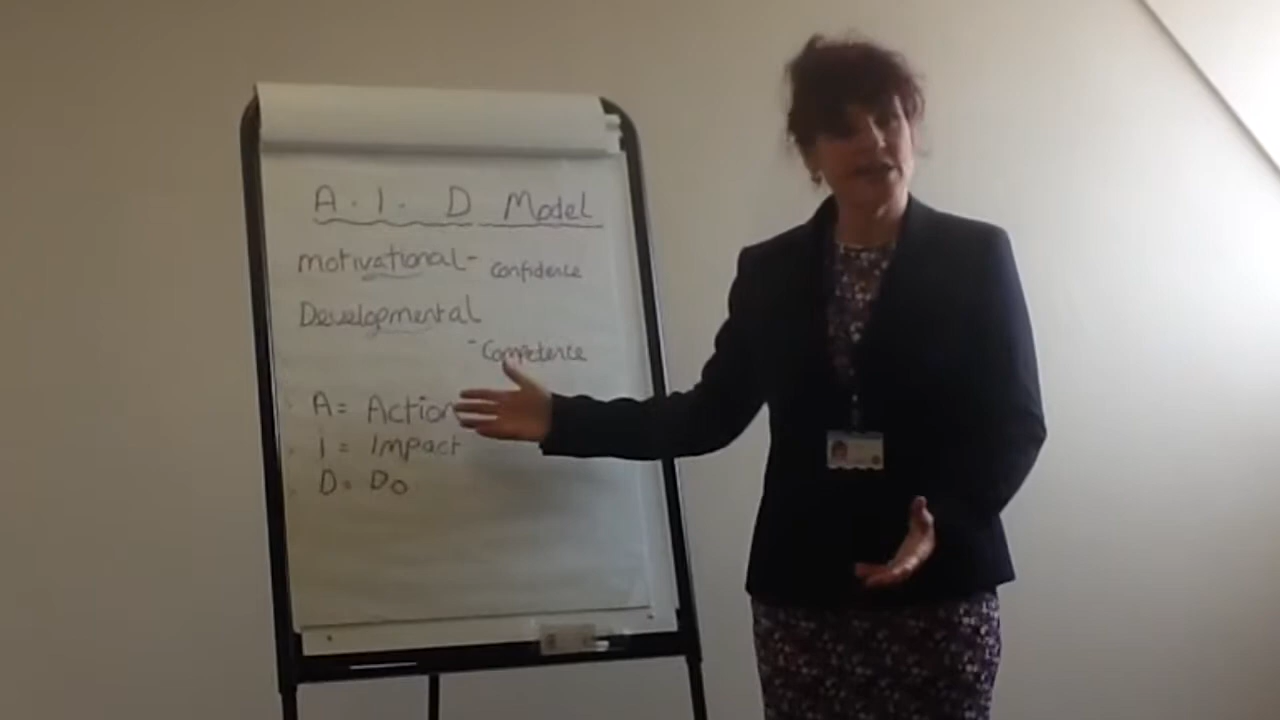 A.I. D Model
motivational - Confidence
Developmental
- Competence
A = Action
I = Impact
D = Do